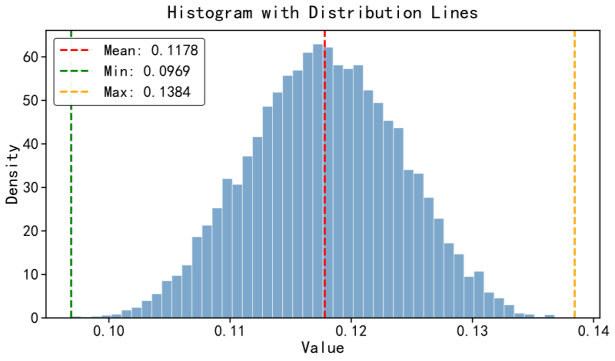 Histogram with Distribution Lines
Mean: 0.1178
Min: 0.0969
Max: 0.1384
60
50
40
30
20
10
0
Density
0.10 0.11 0.12 0.13 0.14
Value